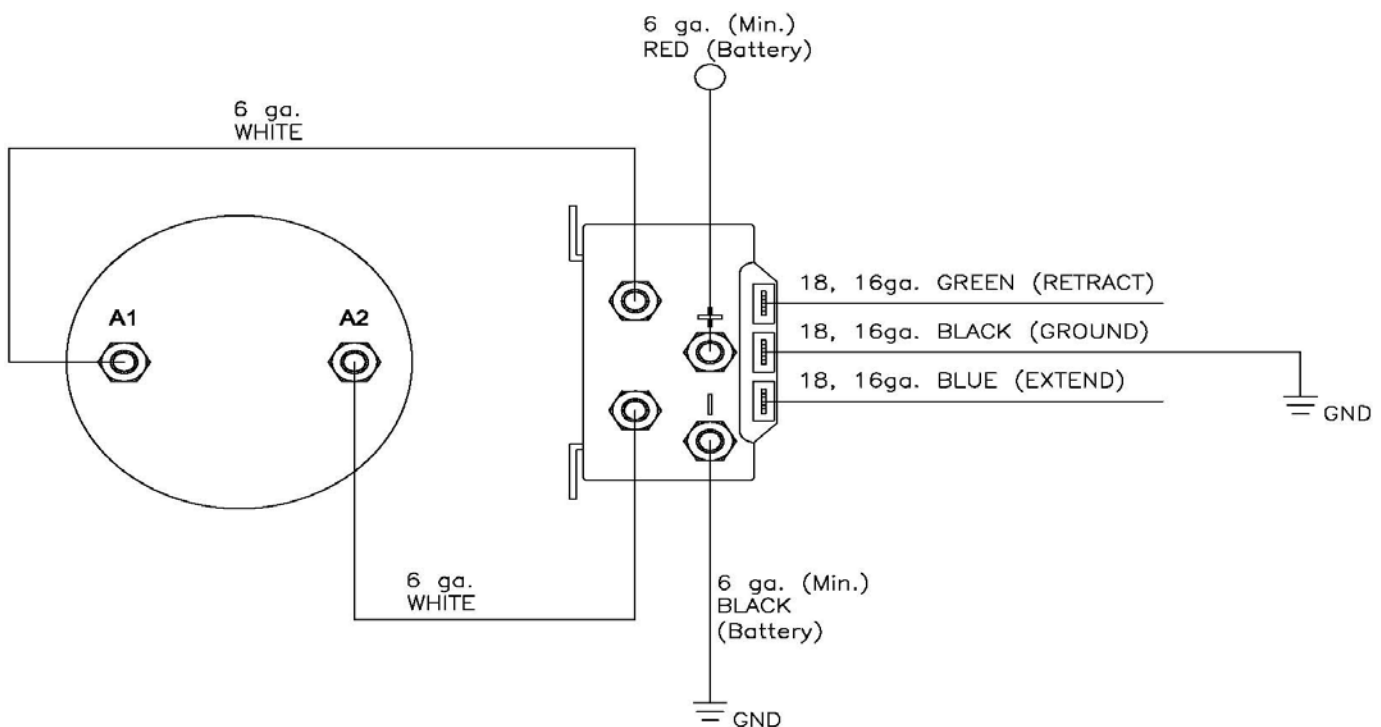 6 ga. (Min.)
RED (Battery)
6 ga.
WHITE
A1
A2
+
−
18, 16ga. GREEN (RETRACT)
18, 16ga. BLACK (GROUND)
18, 16ga. BLUE (EXTEND)
GND
6 ga.
WHITE
6 ga. (Min.)
BLACK
(Battery)
GND